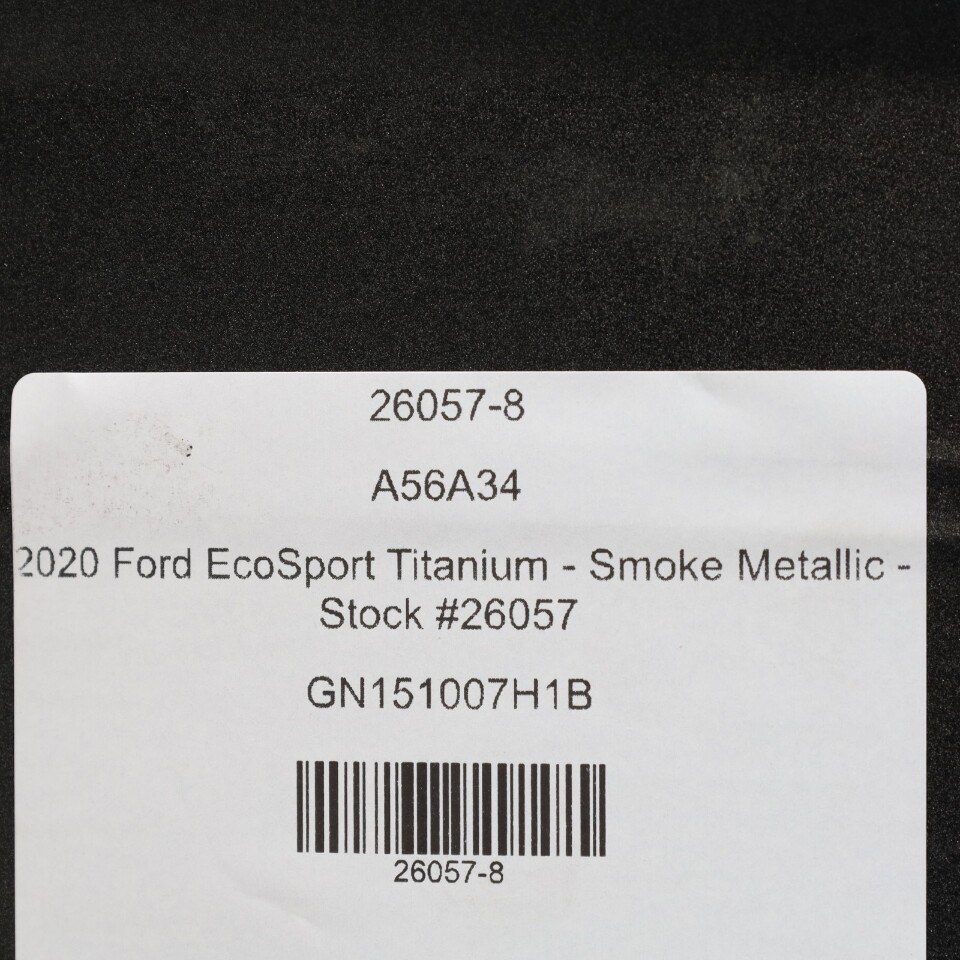 26057-8
A56A34
2020 Ford EcoSport Titanium - Smoke Metallic -
Stock #26057
GN151007H1B
26057-8